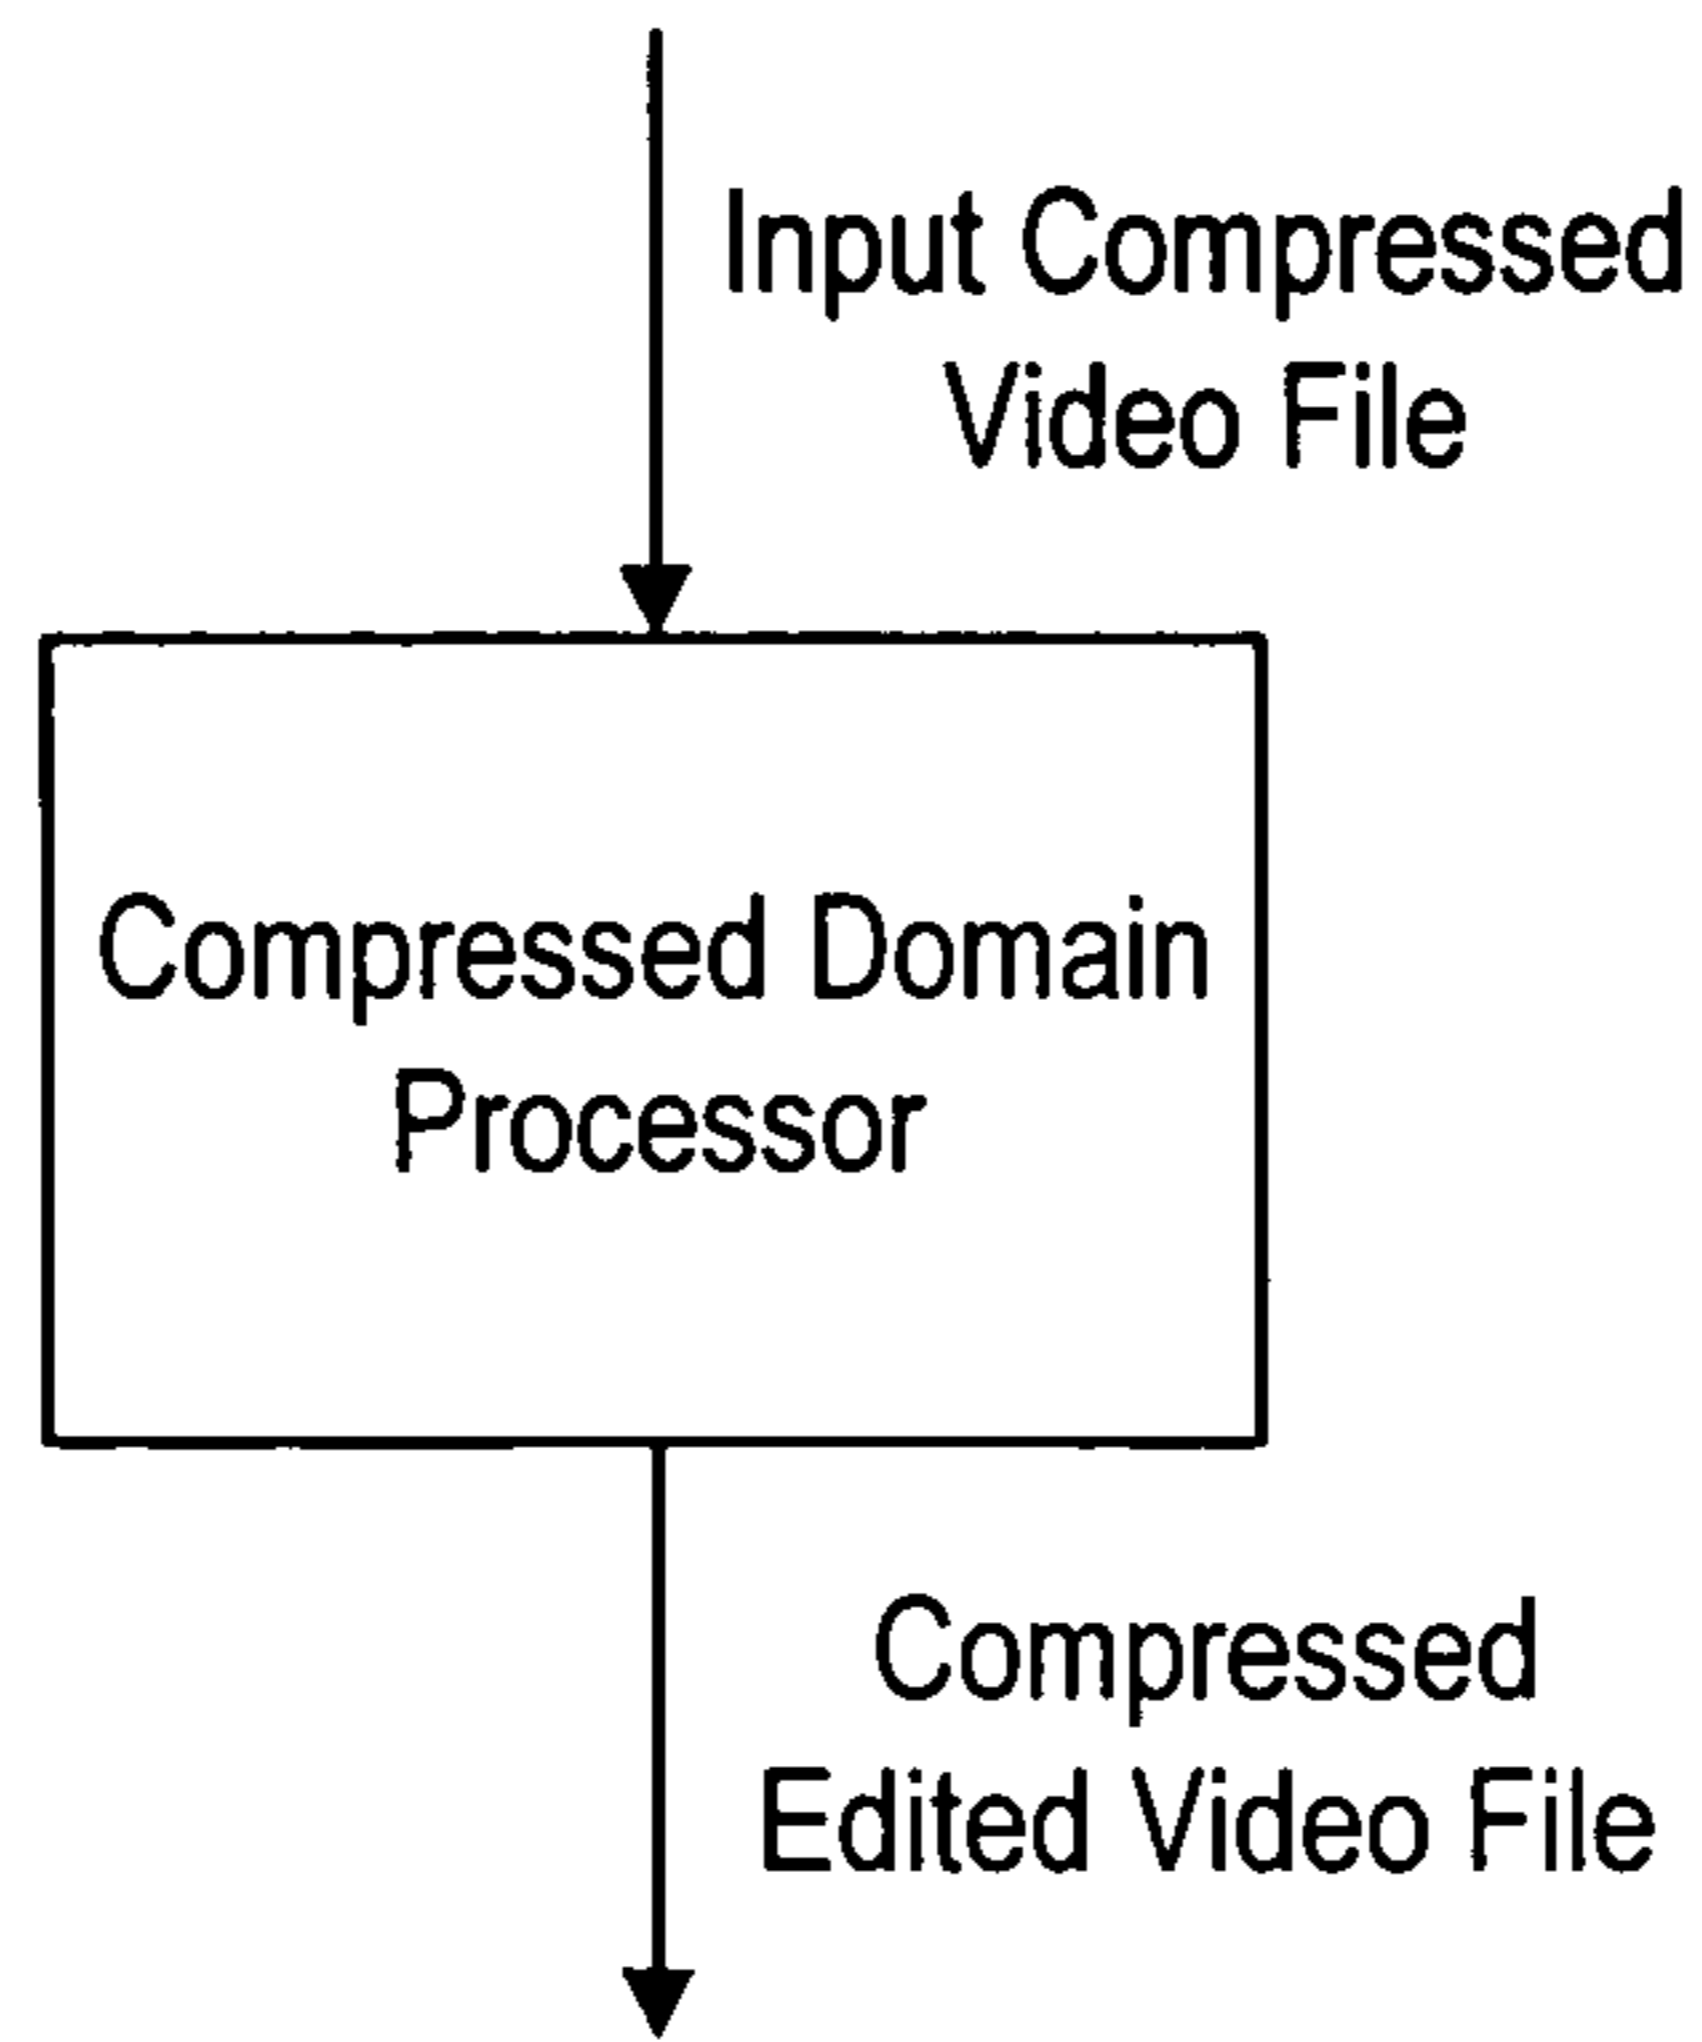 Input Compressed
Video File
Compressed Domain
Processor
Compressed
Edited Video File